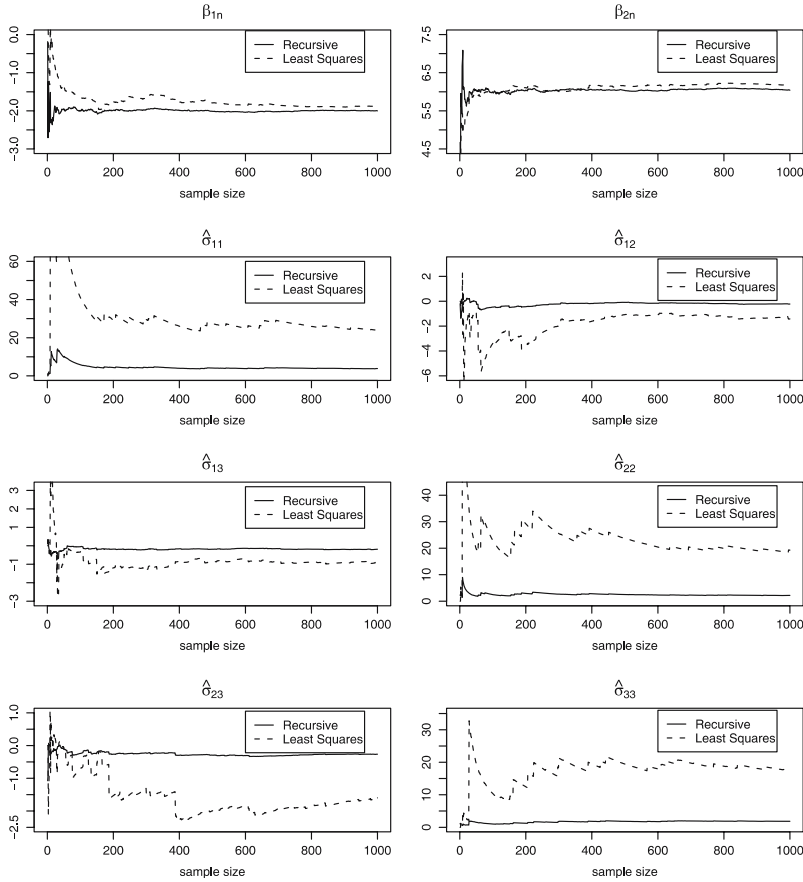 β1n
0.0
−1.0
−2.0
−3.0
Recursive
Least Squares
0 200 400 600 800 1000
sample size
β2n
7.5
6.5
5.5
4.5
Recursive
Least Squares
0 200 400 600 800 1000
sample size
σ̂11
60
40
20
0
Recursive
Least Squares
0 200 400 600 800 1000
sample size
σ̂12
2
0
−2
−4
−6
Recursive
Least Squares
0 200 400 600 800 1000
sample size
σ̂13
3
1
−1
−3
Recursive
Least Squares
0 200 400 600 800 1000
sample size
σ̂22
40
30
20
10
0
Recursive
Least Squares
0 200 400 600 800 1000
sample size
σ̂23
1.0
0.0
−1.0
−2.5
Recursive
Least Squares
0 200 400 600 800 1000
sample size
σ̂33
30
20
10
0
Recursive
Least Squares
0 200 400 600 800 1000
sample size